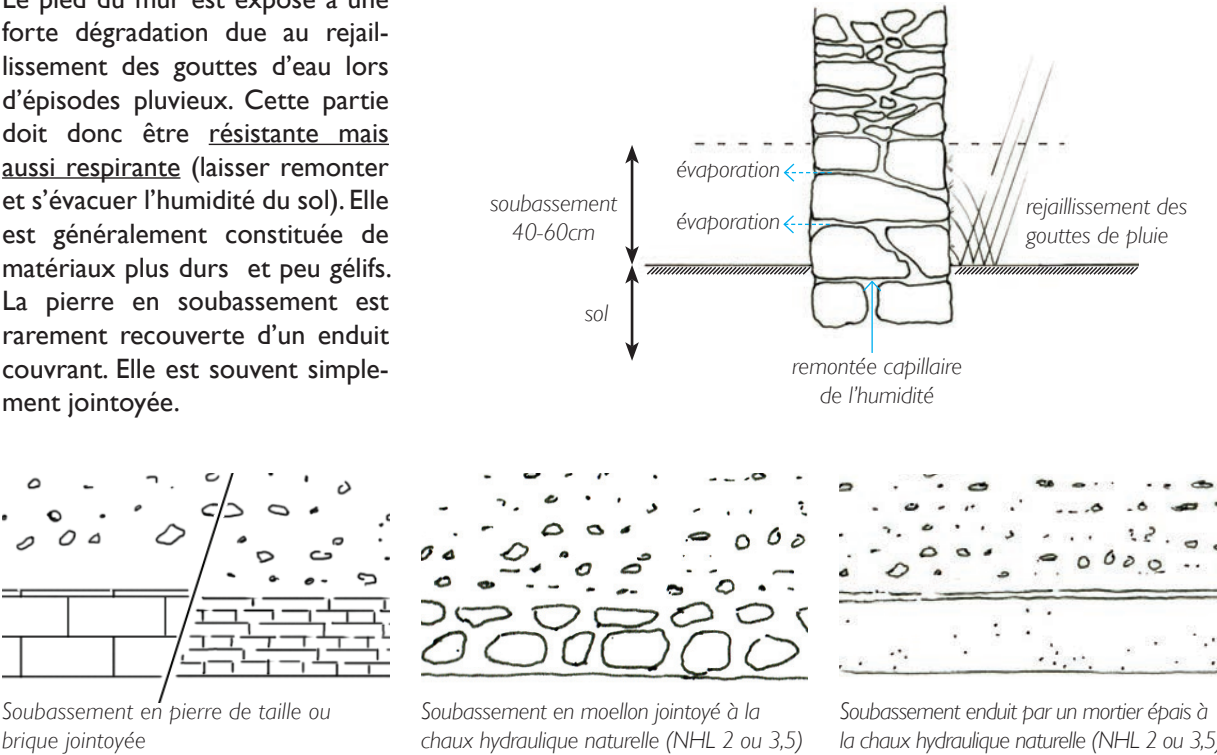 Le pied du mur est exposé à une
forte dégradation due au rejail-
lissement des gouttes d'eau lors
d'épisodes pluvieux. Cette partie
doit donc être résistante mais
aussi respirante (laisser remonter
et s'évacuer l'humidité du sol). Elle
est généralement constituée de
matériaux plus durs et peu gélifs.
La pierre en soubassement est
rarement recouverte d'un enduit
couvrant. Elle est souvent simple-
ment jointoyée.
évaporation
soubassement
40-60cm
évaporation
rejaillissement des
gouttes de pluie
sol
remontée capillaire
de l'humidité
Soubassement en pierre de taille ou
brique jointoyée
Soubassement en moellon jointoyé à la
chaux hydraulique naturelle (NHL 2 ou 3,5)
Soubassement enduit par un mortier épais à
la chaux hydraulique naturelle (NHL 2 ou 3,5)